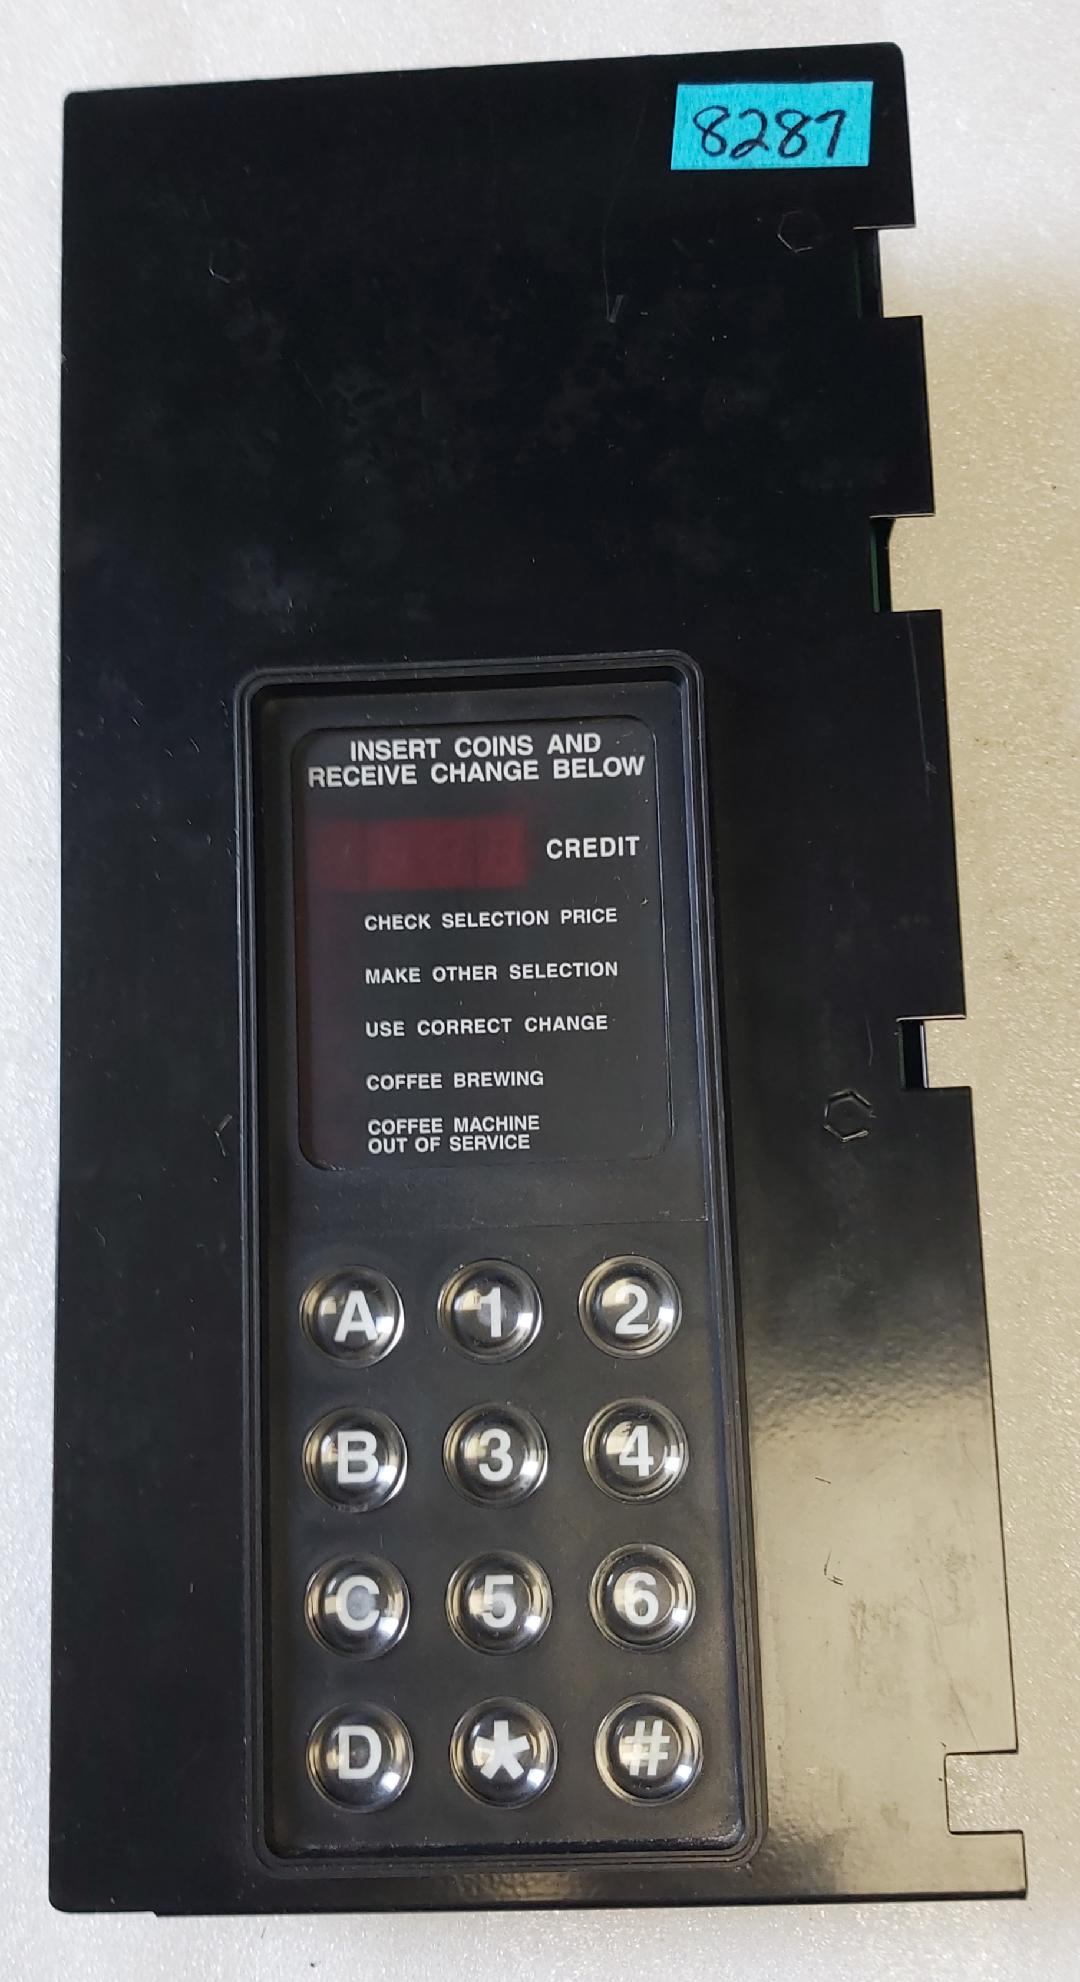 8287
INSERT COINS AND
RECEIVE CHANGE BELOW
CREDIT
CHECK SELECTION PRICE
MAKE OTHER SELECTION
USE CORRECT CHANGE
COFFEE BREWING
COFFEE MACHINE
OUT OF SERVICE
A 1 2
B 3 4
C 5 6
D * #